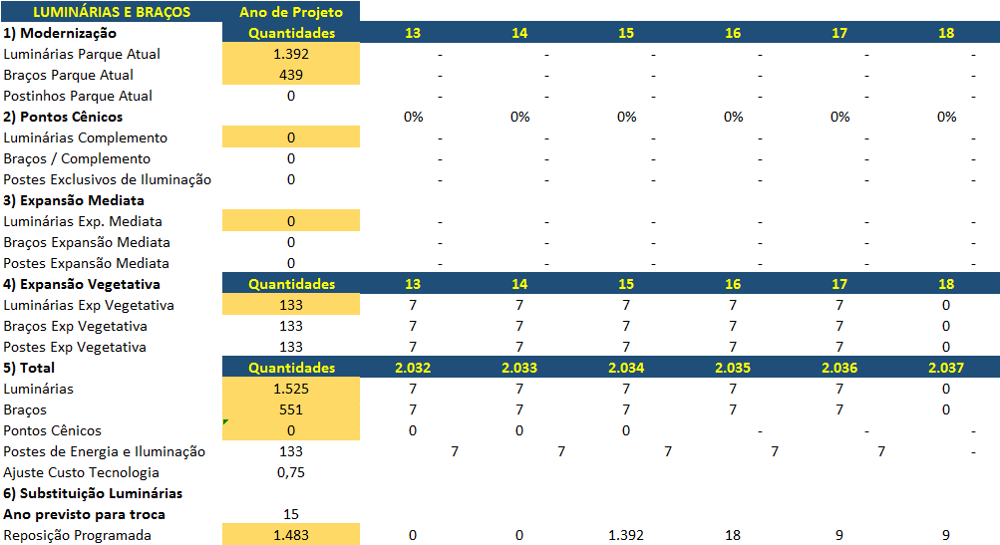 LUMINÁRIAS E BRAÇOS Ano de Projeto
1) Modernização Quantidades 13 14 15 16 17 18
Luminárias Parque Atual 1.392 - - - - - -
Braços Parque Atual 439 - - - - - -
Postinhos Parque Atual 0 - - - - - -
2) Pontos Cênicos 0% 0% 0% 0% 0% 0%
Luminárias Complemento 0 - - - - - -
Braços / Complemento 0 - - - - - -
Postes Exclusivos de Iluminação 0 - - - - - -
3) Expansão Mediata
Luminárias Exp. Mediata 0 - - - - - -
Braços Expansão Mediata 0 - - - - - -
Postes Expansão Mediata 0 - - - - - -
4) Expansão Vegetativa Quantidades 13 14 15 16 17 18
Luminárias Exp Vegetativa 133 7 7 7 7 7 0
Braços Exp Vegetativa 133 7 7 7 7 7 0
Postes Exp Vegetativa 133 7 7 7 7 7 0
5) Total Quantidades 2.032 2.033 2.034 2.035 2.036 2.037
Luminárias 1.525 7 7 7 7 7 0
Braços 551 7 7 7 7 7 0
Pontos Cênicos 0 0 0 0 - - -
Postes de Energia e Iluminação 133 7 7 7 7 7 -
Ajuste Custo Tecnologia 0,75
6) Substituição Luminárias
Ano previsto para troca 15
Reposição Programada 1.483 0 0 1.392 18 9 9